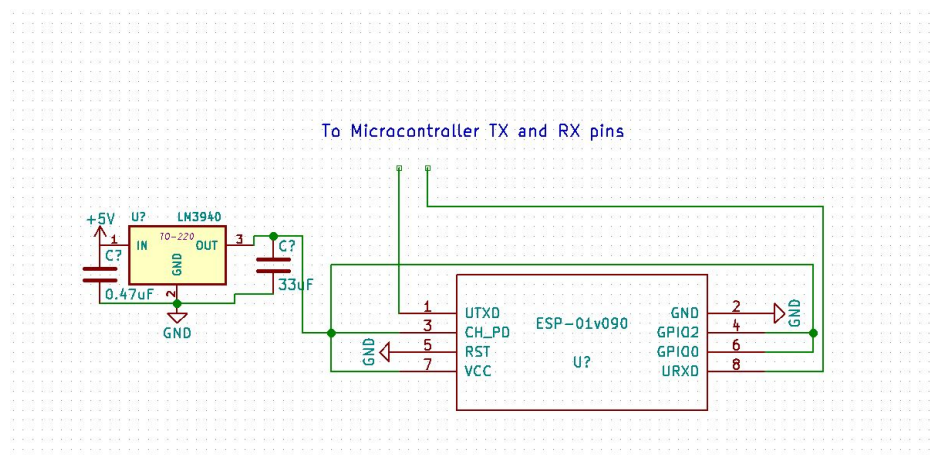 To Microcontroller TX and RX pins
+5V
U?
LM3940
TO-220
1
IN
OUT
3
GND
2
C?
0.47uF
GND
C?
33uF
1
UTXD
3
CH_PD
GND
5
RST
7
VCC
ESP-01v090
U?
GND
2
GND
GPIO2
4
GPIO0
6
URXD
8